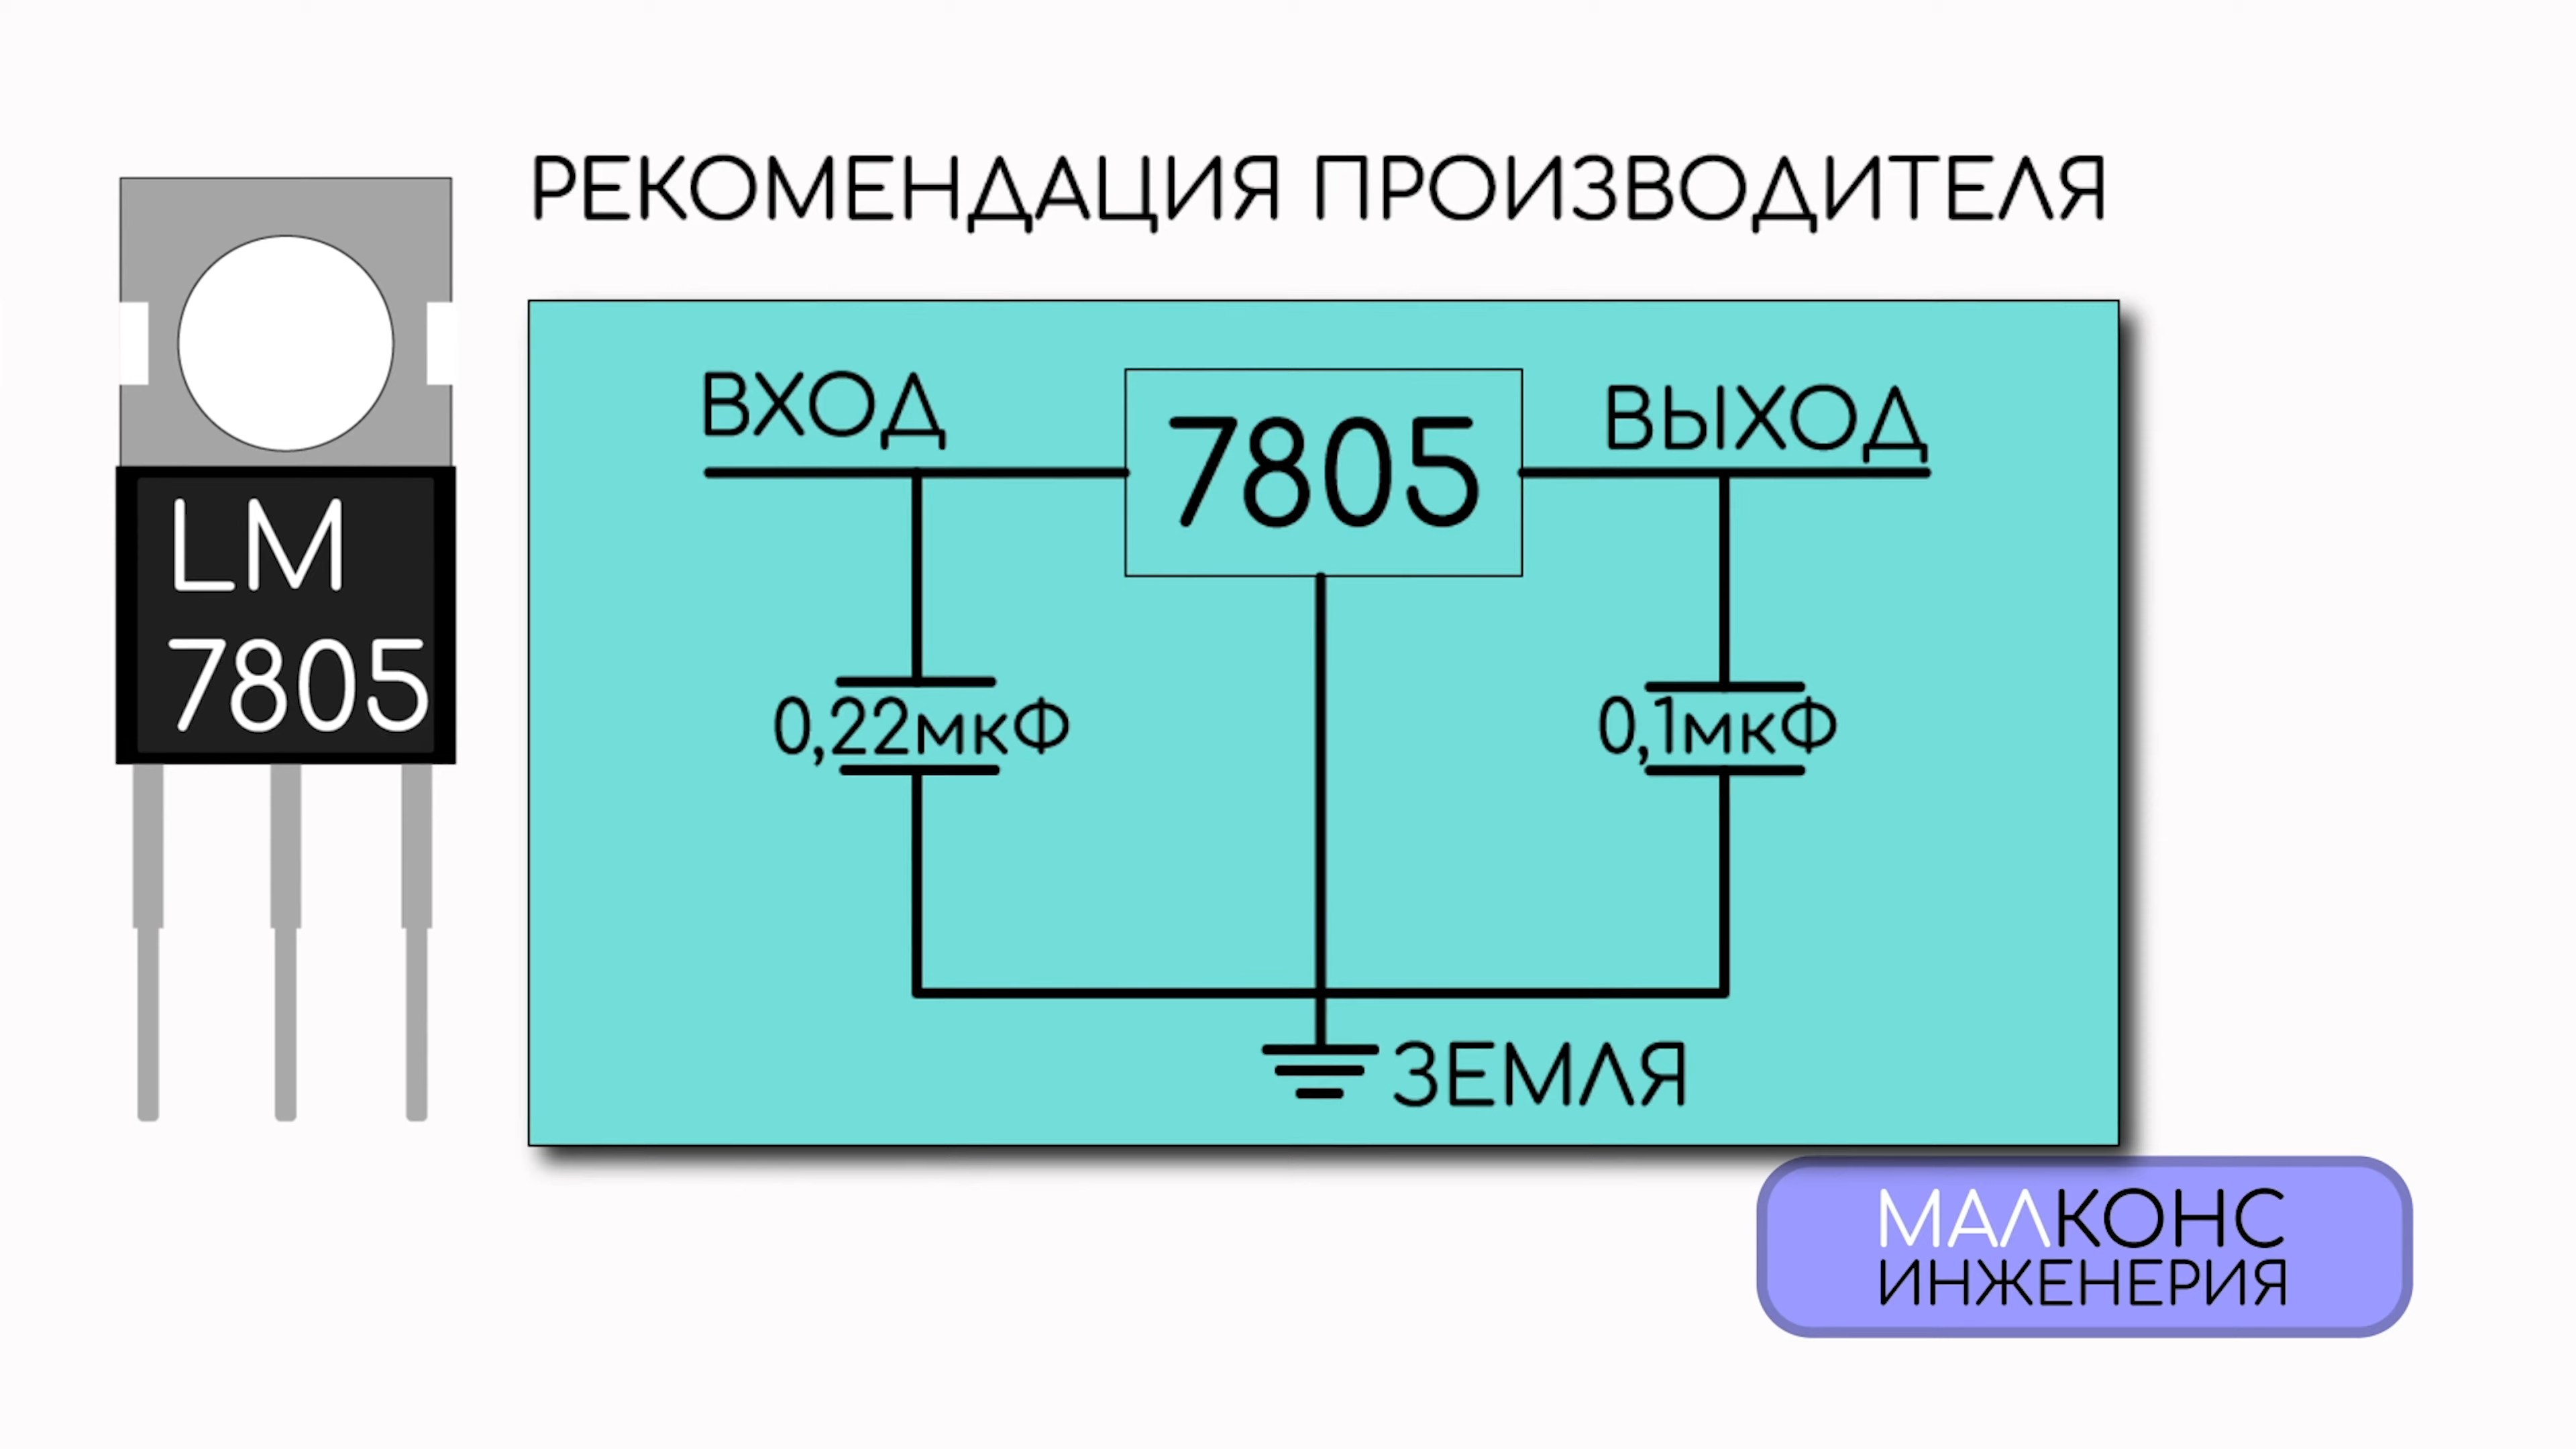 РЕКОМЕНДАЦИЯ ПРОИЗВОДИТЕЛЯ
LM
7805
ВХОД
7805
ВЫХОД
0,22мкФ
0,1мкФ
ЗЕМЛЯ
МАЛКОНС
ИНЖЕНЕРИЯ